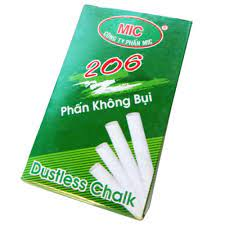 MIC
CÔNG TY PHẤN MIC
206
Phấn Không Bụi
Dustless Chalk